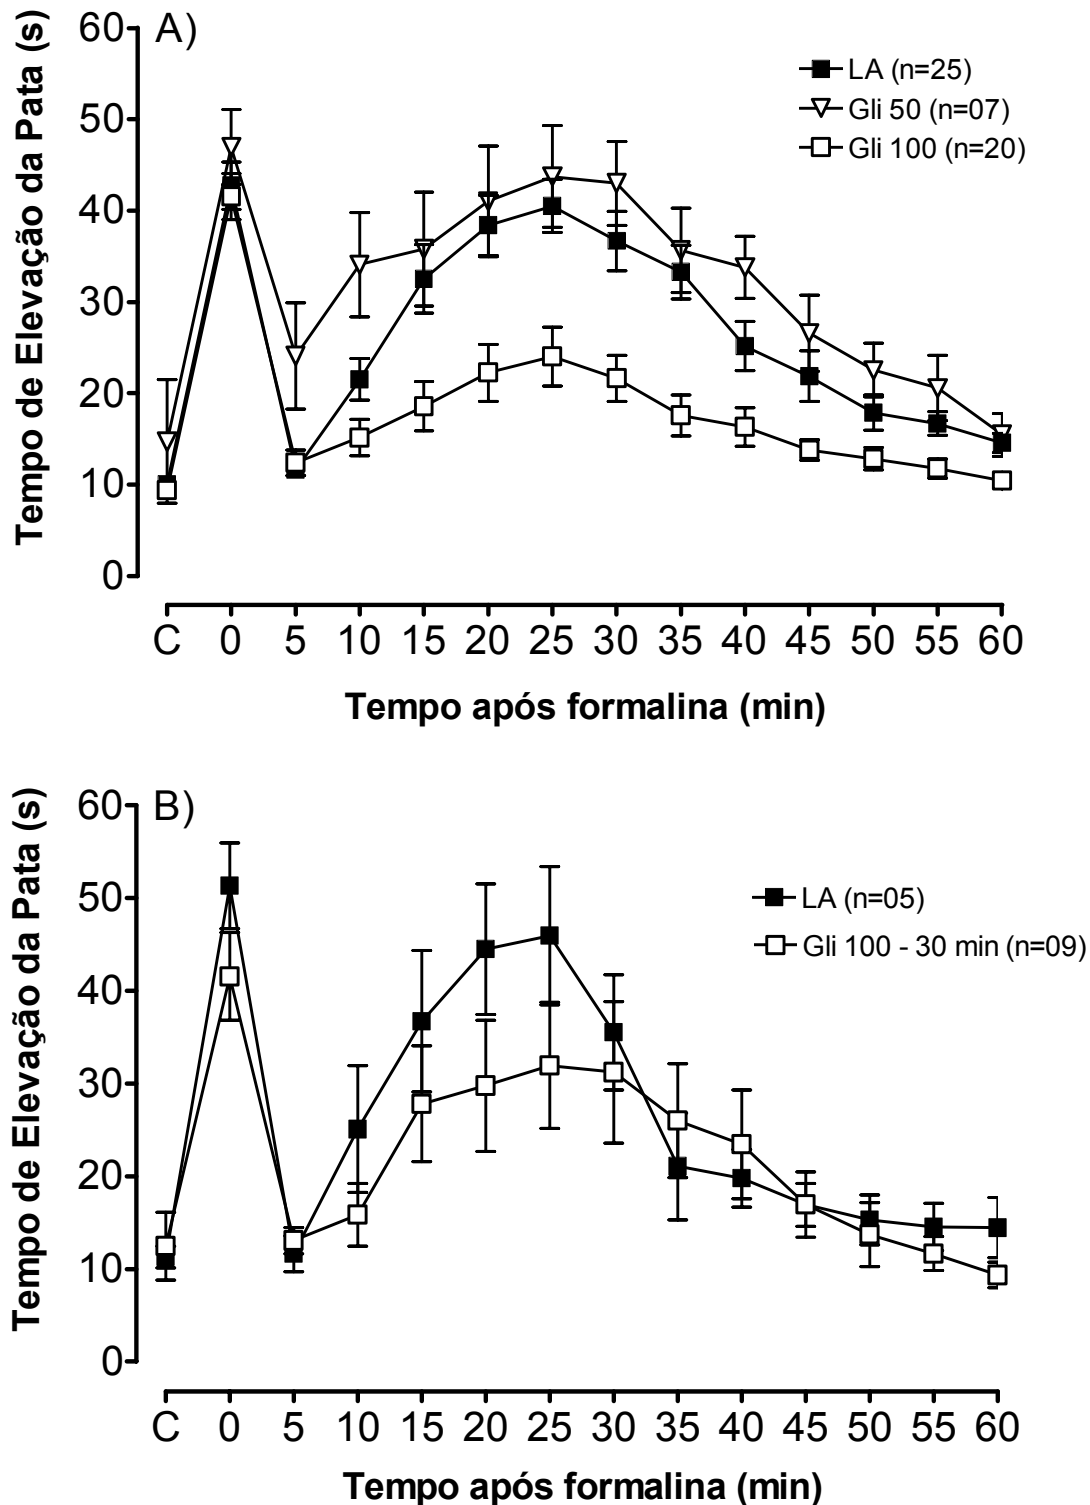 A)
Tempo de Elevação da Pata (s)
60
50
40
30
20
10
0
LA (n=25)
Gli 50 (n=07)
Gli 100 (n=20)
C 0 5 10 15 20 25 30 35 40 45 50 55 60
Tempo após formalina (min)
B)
Tempo de Elevação da Pata (s)
60
50
40
30
20
10
0
LA (n=05)
Gli 100 - 30 min (n=09)
C 0 5 10 15 20 25 30 35 40 45 50 55 60
Tempo após formalina (min)